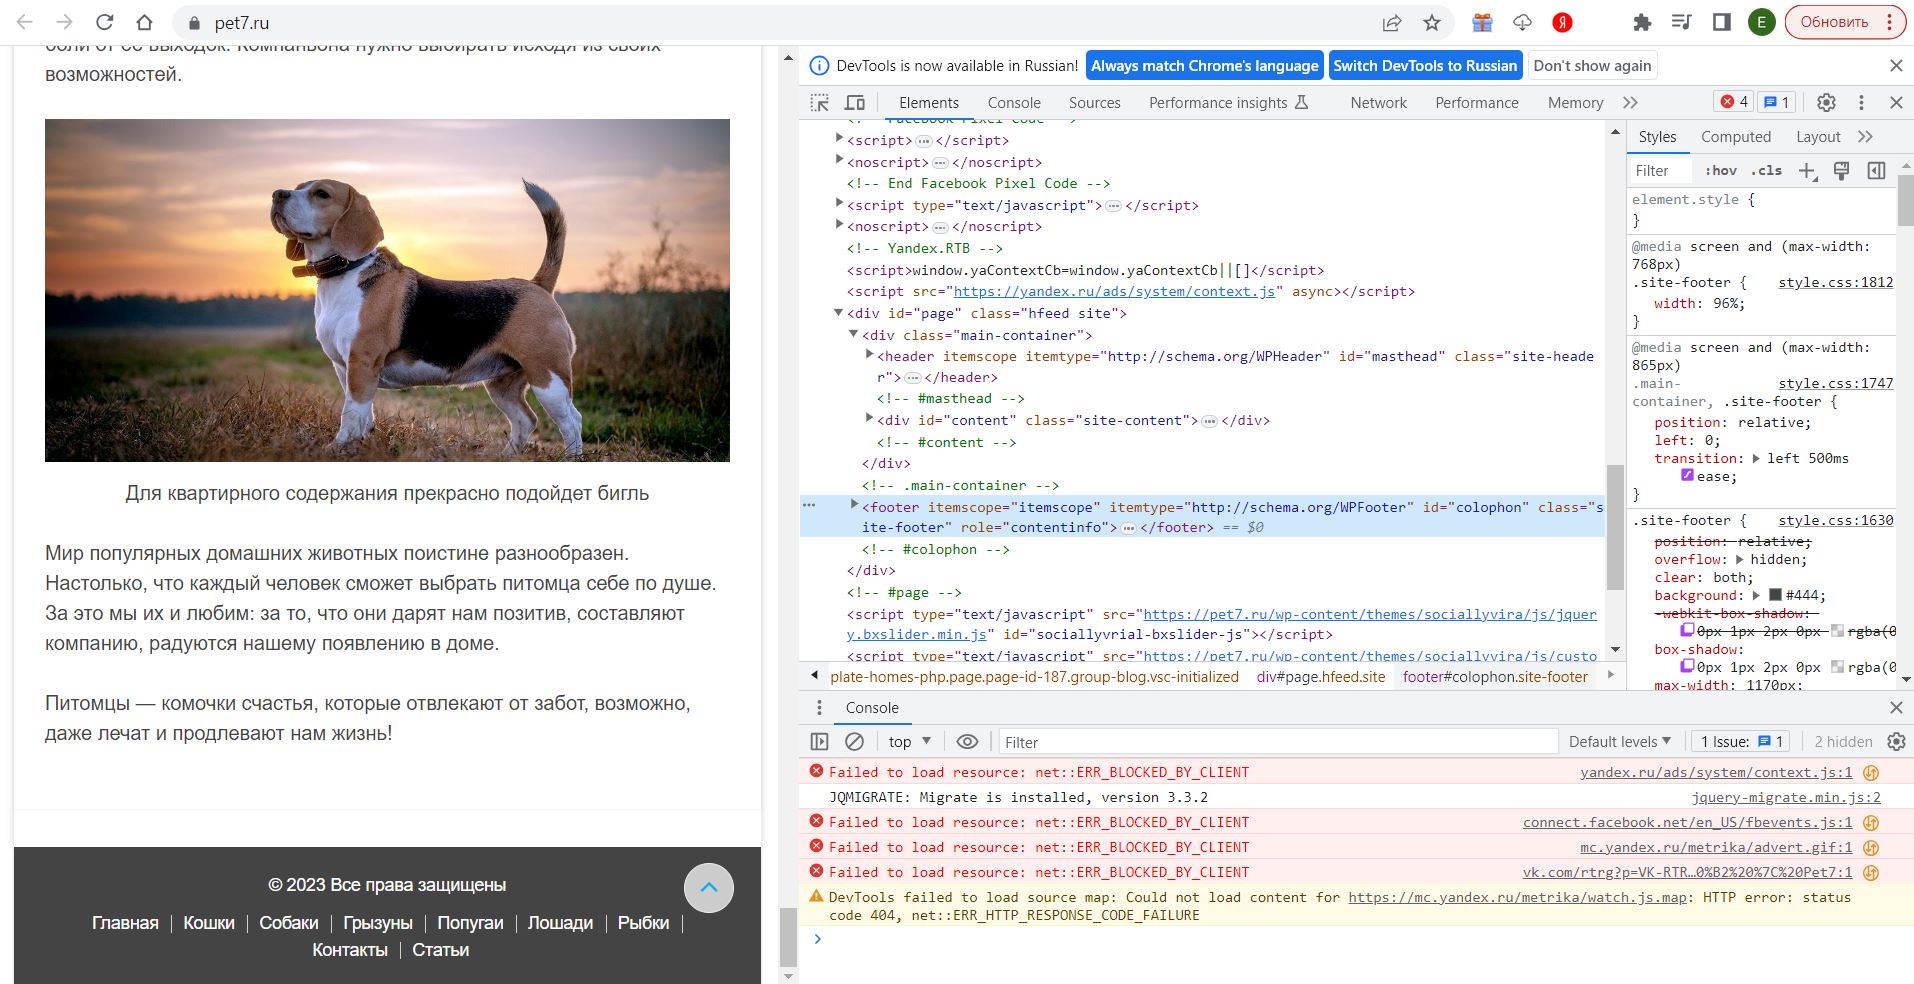 pet7.ru
Обновить
боли от ее выходок. Компаньона нужно выбирать исходя из своих
возможностей.
Для квартирного содержания прекрасно подойдет бигль
Мир популярных домашних животных поистине разнообразен.
Настолько, что каждый человек сможет выбрать питомца себе по душе.
За это мы их и любим: за то, что они дарят нам позитив, составляют
компанию, радуются нашему появлению в доме.
Питомцы — комочки счастья, которые отвлекают от забот, возможно,
даже лечат и продлевают нам жизнь!
© 2023 Все права защищены
Главная | Кошки | Собаки | Грызуны | Попугаи | Лошади | Рыбки |
Контакты | Статьи
DevTools is now available in Russian! Always match Chrome's language Switch DevTools to Russian Don't show again
Elements Console Sources Performance insights Network Performance Memory 4 1
<!-- Facebook Pixel Code -->
<script>…</script>
<noscript>…</noscript>
<!-- End Facebook Pixel Code -->
<script type="text/javascript">…</script>
<noscript>…</noscript>
<!-- Yandex.RTB -->
<script>window.yaContextCb=window.yaContextCb||[]</script>
<script src="https://yandex.ru/ads/system/context.js" async></script>
<div id="page" class="hfeed site">
<div class="main-container">
<header itemscope itemtype="http://schema.org/WPHeader" id="masthead" class="site-heade
r">…</header>
<!-- #masthead -->
<div id="content" class="site-content">…</div>
<!-- #content -->
</div>
<!-- .main-container -->
<footer itemscope="itemscope" itemtype="http://schema.org/WPFooter" id="colophon" class="s
ite-footer" role="contentinfo">…</footer> == $0
<!-- #colophon -->
</div>
<!-- #page -->
<script type="text/javascript" src="https://pet7.ru/wp-content/themes/sociallyvira/js/jquer
y.bxslider.min.js" id="sociallyvrial-bxslider-js"></script>
<script type="text/javascript" src="https://pet7.ru/wp-content/themes/sociallyvira/js/custo
plate-homes-php.page.page-id-187.group-blog.vsc-initialized div#page.hfeed.site footer#colophon.site-footer
Styles Computed Layout
Filter :hov .cls
element.style {
}
@media screen and (max-width:
768px)
.site-footer { style.css:1812
width: 96%;
}
@media screen and (max-width:
865px)
.main- style.css:1747
container, .site-footer {
position: relative;
left: 0;
transition: left 500ms
ease;
}
.site-footer { style.css:1630
position: relative;
overflow: hidden;
clear: both;
background: #444;
-webkit-box-shadow:
0px 1px 2px 0px rgba(0
box-shadow:
0px 1px 2px 0px rgba(0
max-width: 1170px;
Console
top Filter Default levels 1 Issue: 1 2 hidden
Failed to load resource: net::ERR_BLOCKED_BY_CLIENT yandex.ru/ads/system/context.js:1
JQMIGRATE: Migrate is installed, version 3.3.2 jquery-migrate.min.js:2
Failed to load resource: net::ERR_BLOCKED_BY_CLIENT connect.facebook.net/en_US/fbevents.js:1
Failed to load resource: net::ERR_BLOCKED_BY_CLIENT mc.yandex.ru/metrika/advert.gif:1
Failed to load resource: net::ERR_BLOCKED_BY_CLIENT vk.com/rtrg?p=VK-RTR…0%B2%20%7C%20Pet7:1
DevTools failed to load source map: Could not load content for https://mc.yandex.ru/metrika/watch.js.map: HTTP error: status
code 404, net::ERR_HTTP_RESPONSE_CODE_FAILURE